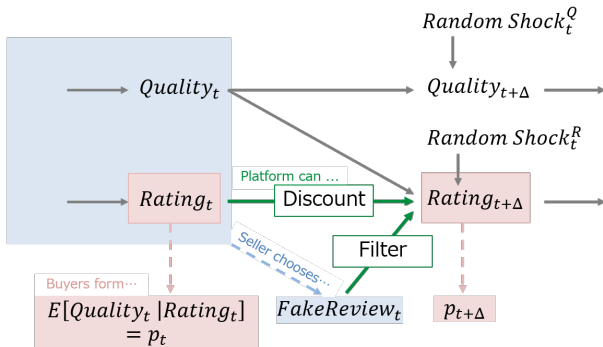 Random Shock_t^Q
Quality_t
Quality_{t+Δ}
Random Shock_t^R
Platform can ...
Rating_t
Discount
Rating_{t+Δ}
Seller chooses...
Filter
Buyers form...
E[Quality_t |Rating_t]
= p_t
FakeReview_t
p_{t+Δ}